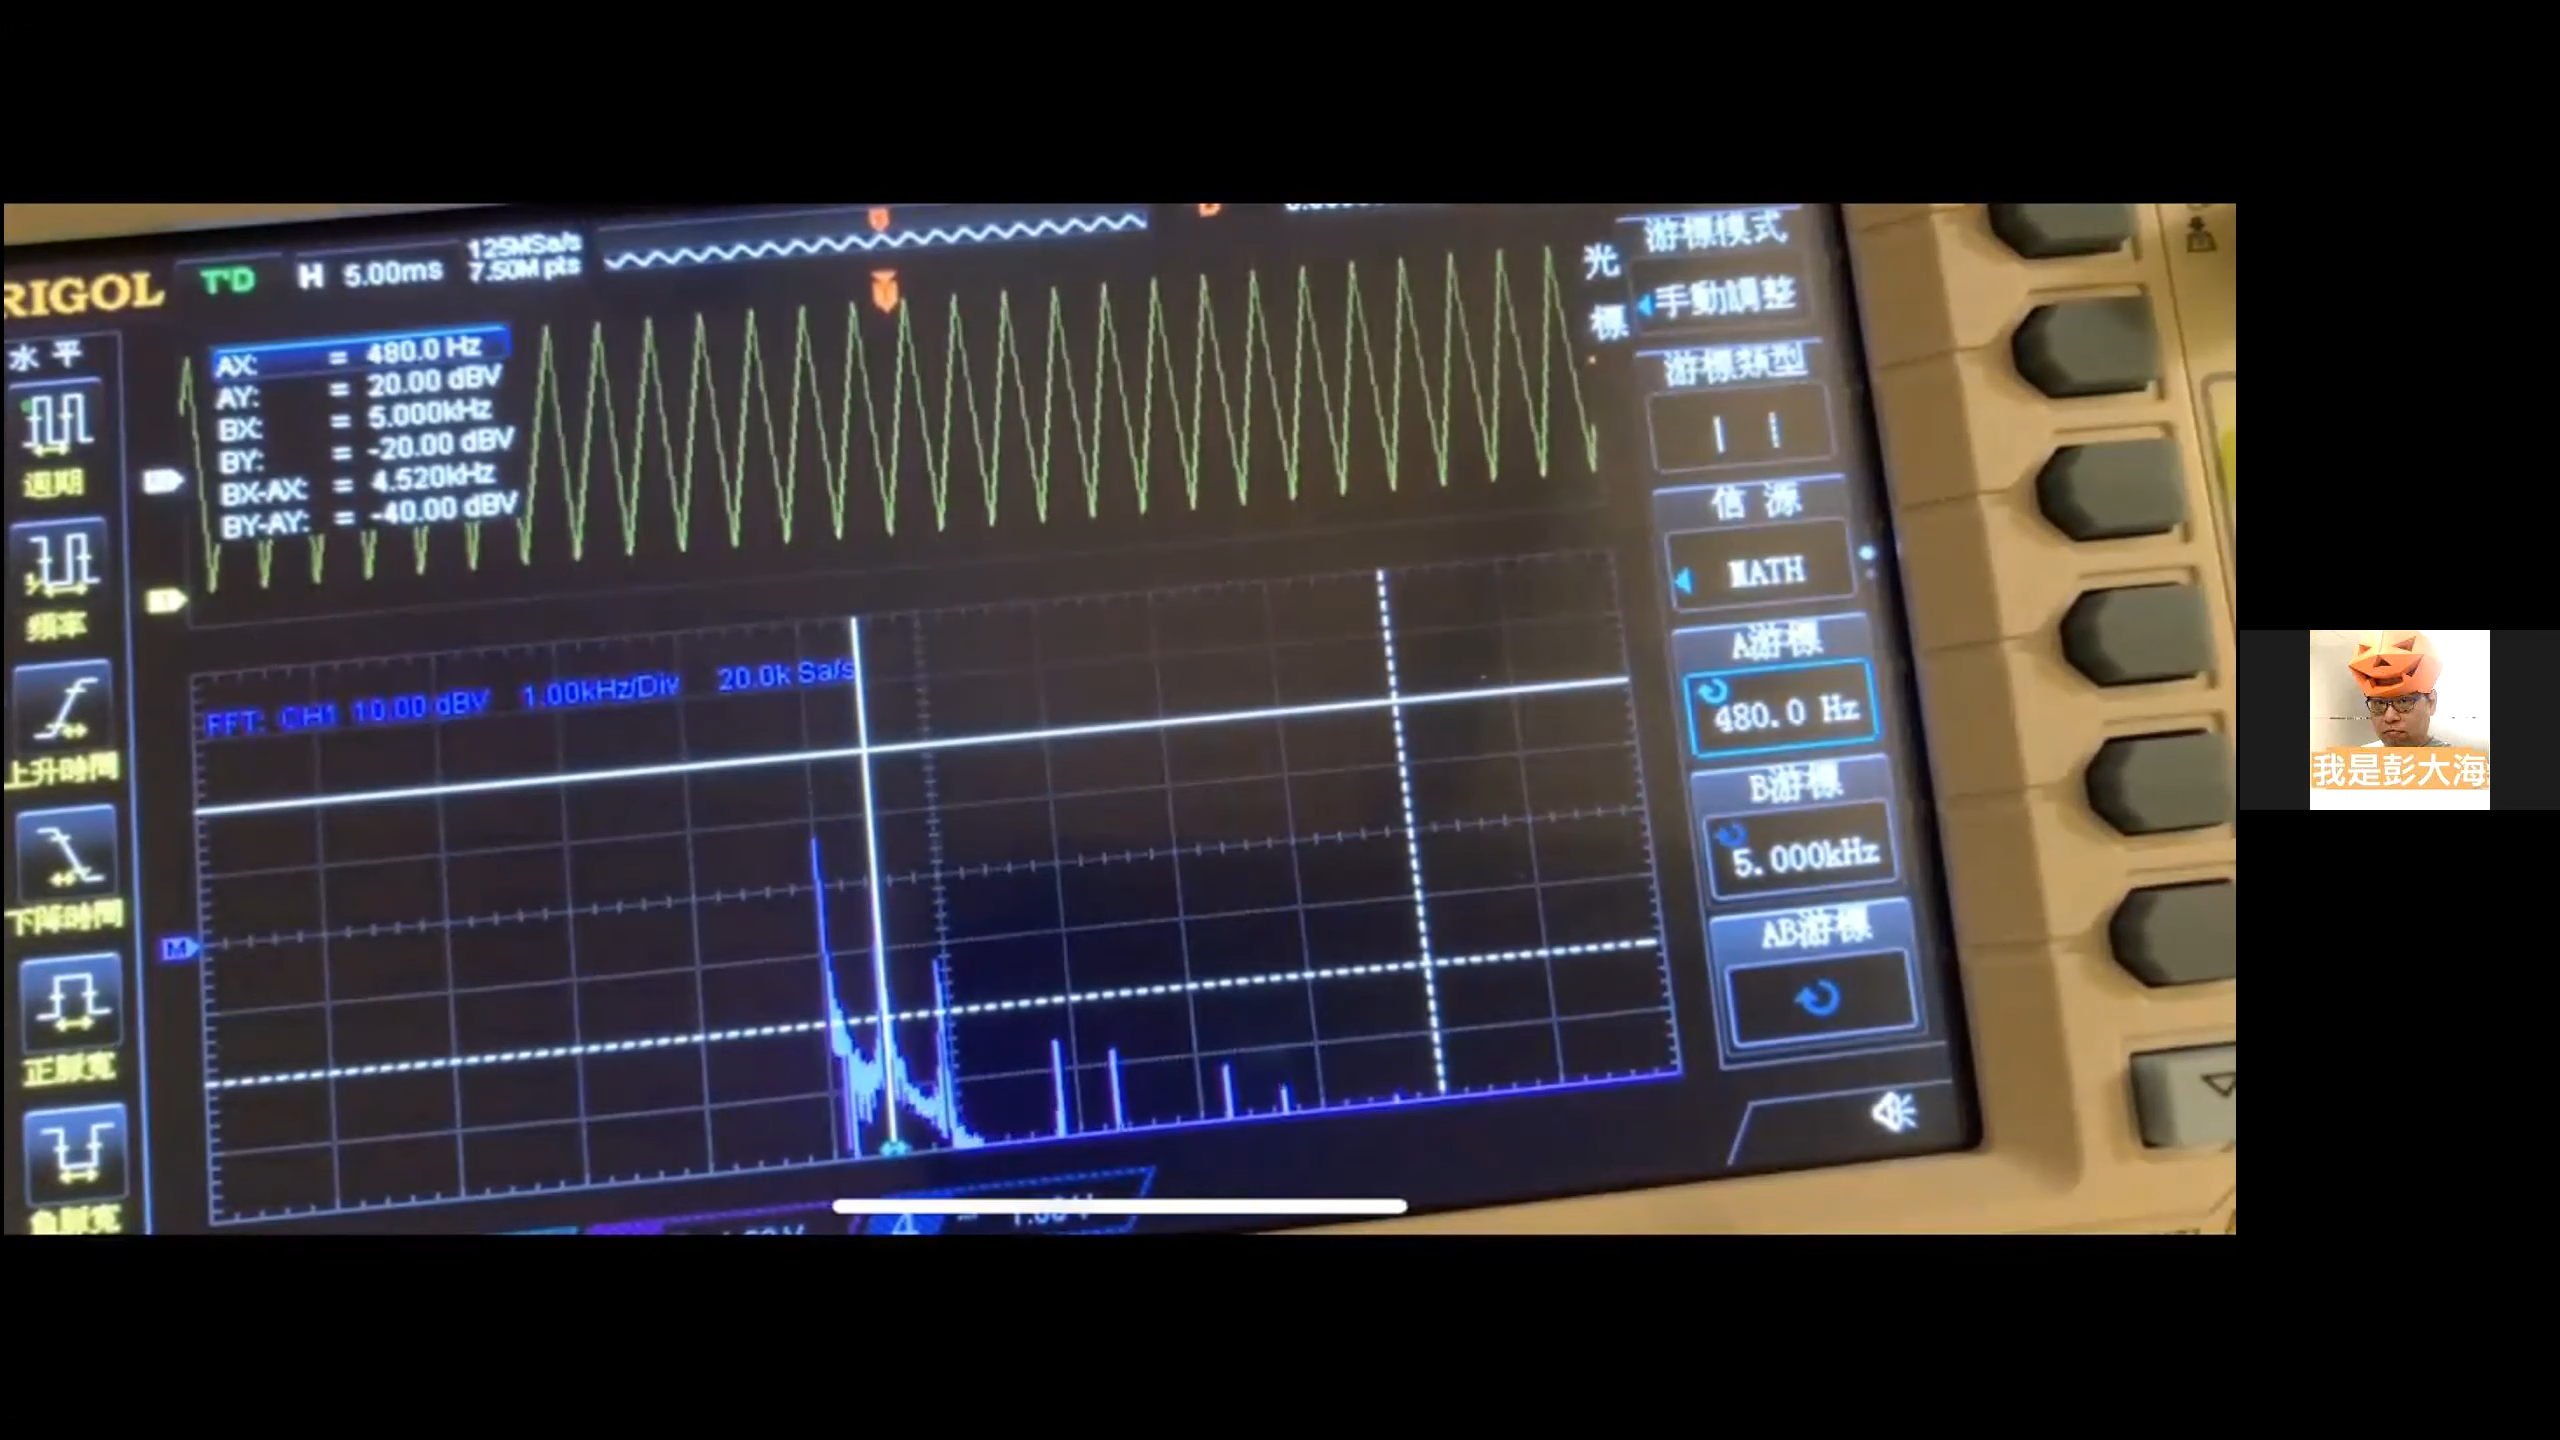 RIGOL
T'D
H 5.00ms
125MSa/s
7.50M pts
水平
週期
頻率
上升時間
下降時間
正脈寬
負脈寬
AX: = 480.0 Hz
AY: = 20.00 dBV
BX: = 5.000kHz
BY: = -20.00 dBV
BX-AX: = 4.520kHz
BY-AY: = -40.00 dBV
FFT: CH1 10.00 dBV 1.00kHz/Div 20.0k Sa/s
M
光標
游標模式
手動調整
游標類型
信源
MATH
A游標
480.0 Hz
B游標
5.000kHz
AB游標
4
我是彭大海